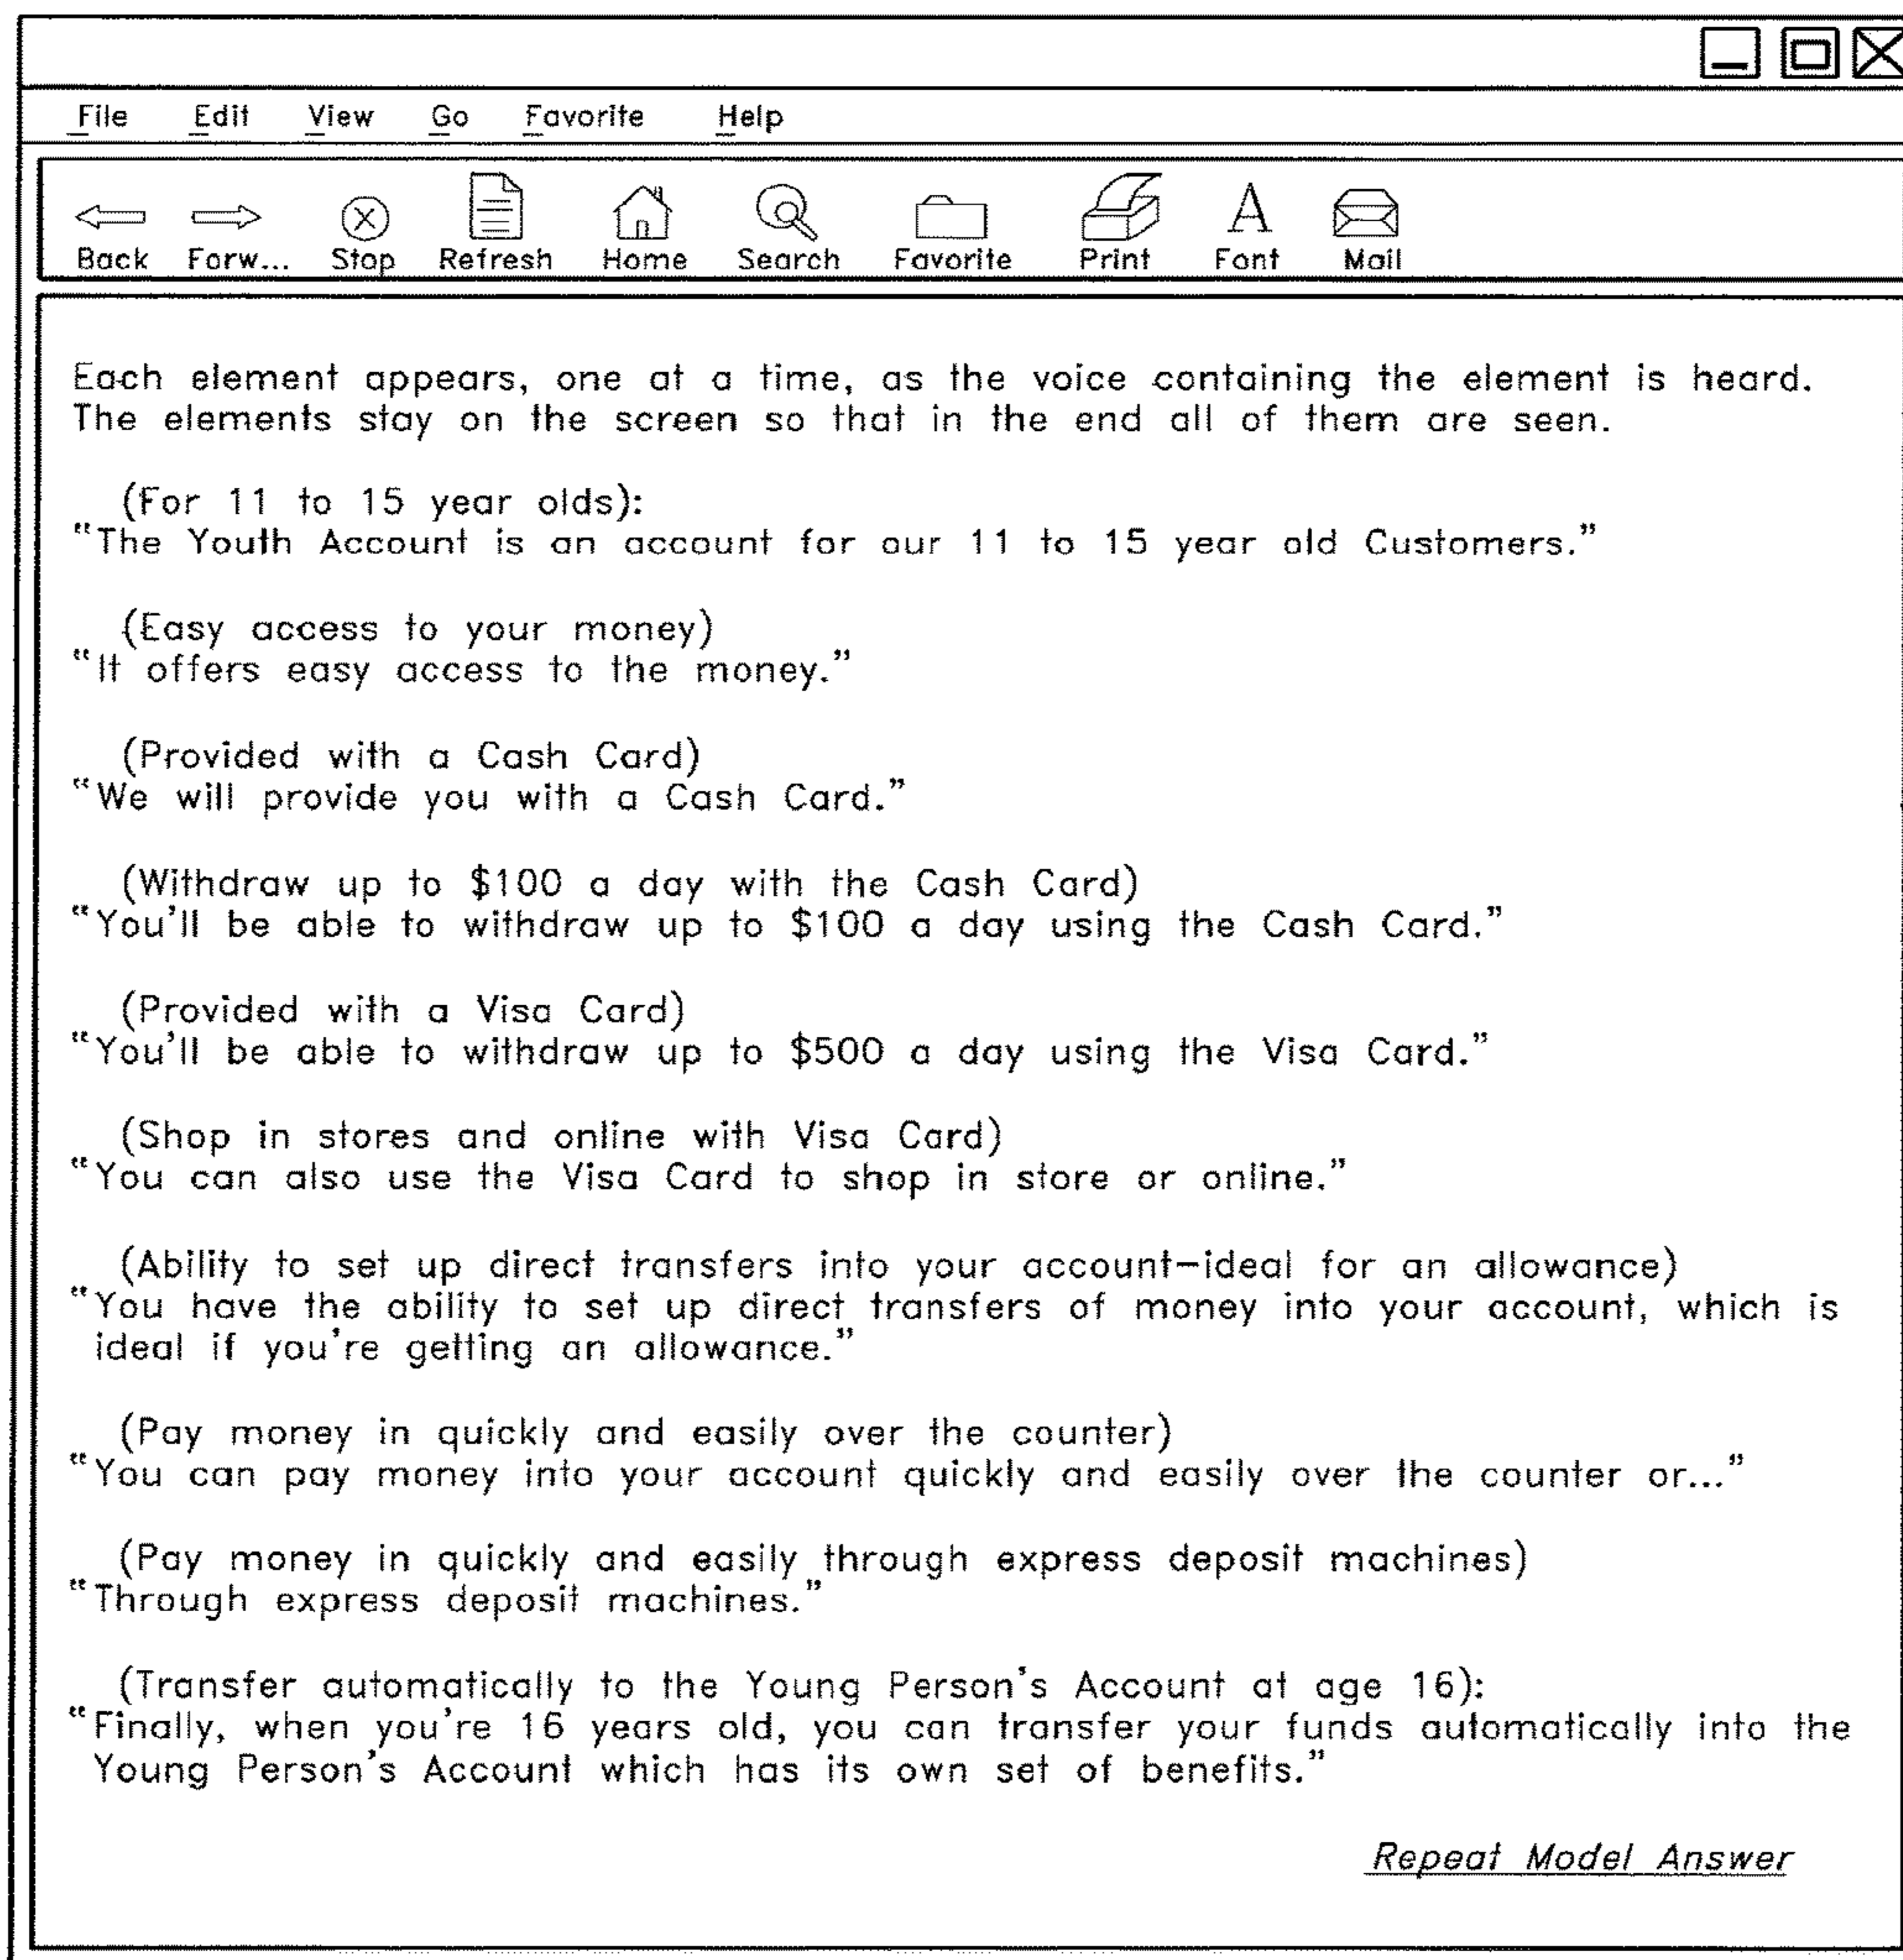 File Edit View Go Favorite Help
Back Forw... Stop Refresh Home Search Favorite Print Font Mail
Each element appears, one at a time, as the voice containing the element is heard.
The elements stay on the screen so that in the end all of them are seen.
(For 11 to 15 year olds):
"The Youth Account is an account for our 11 to 15 year old Customers."
(Easy access to your money)
"It offers easy access to the money."
(Provided with a Cash Card)
"We will provide you with a Cash Card."
(Withdraw up to $100 a day with the Cash Card)
"You'll be able to withdraw up to $100 a day using the Cash Card."
(Provided with a Visa Card)
"You'll be able to withdraw up to $500 a day using the Visa Card."
(Shop in stores and online with Visa Card)
"You can also use the Visa Card to shop in store or online."
(Ability to set up direct transfers into your account–ideal for an allowance)
"You have the ability to set up direct transfers of money into your account, which is
ideal if you're getting an allowance."
(Pay money in quickly and easily over the counter)
"You can pay money into your account quickly and easily over the counter or..."
(Pay money in quickly and easily through express deposit machines)
"Through express deposit machines."
(Transfer automatically to the Young Person's Account at age 16):
"Finally, when you're 16 years old, you can transfer your funds automatically into the
Young Person's Account which has its own set of benefits."
Repeat Model Answer
A